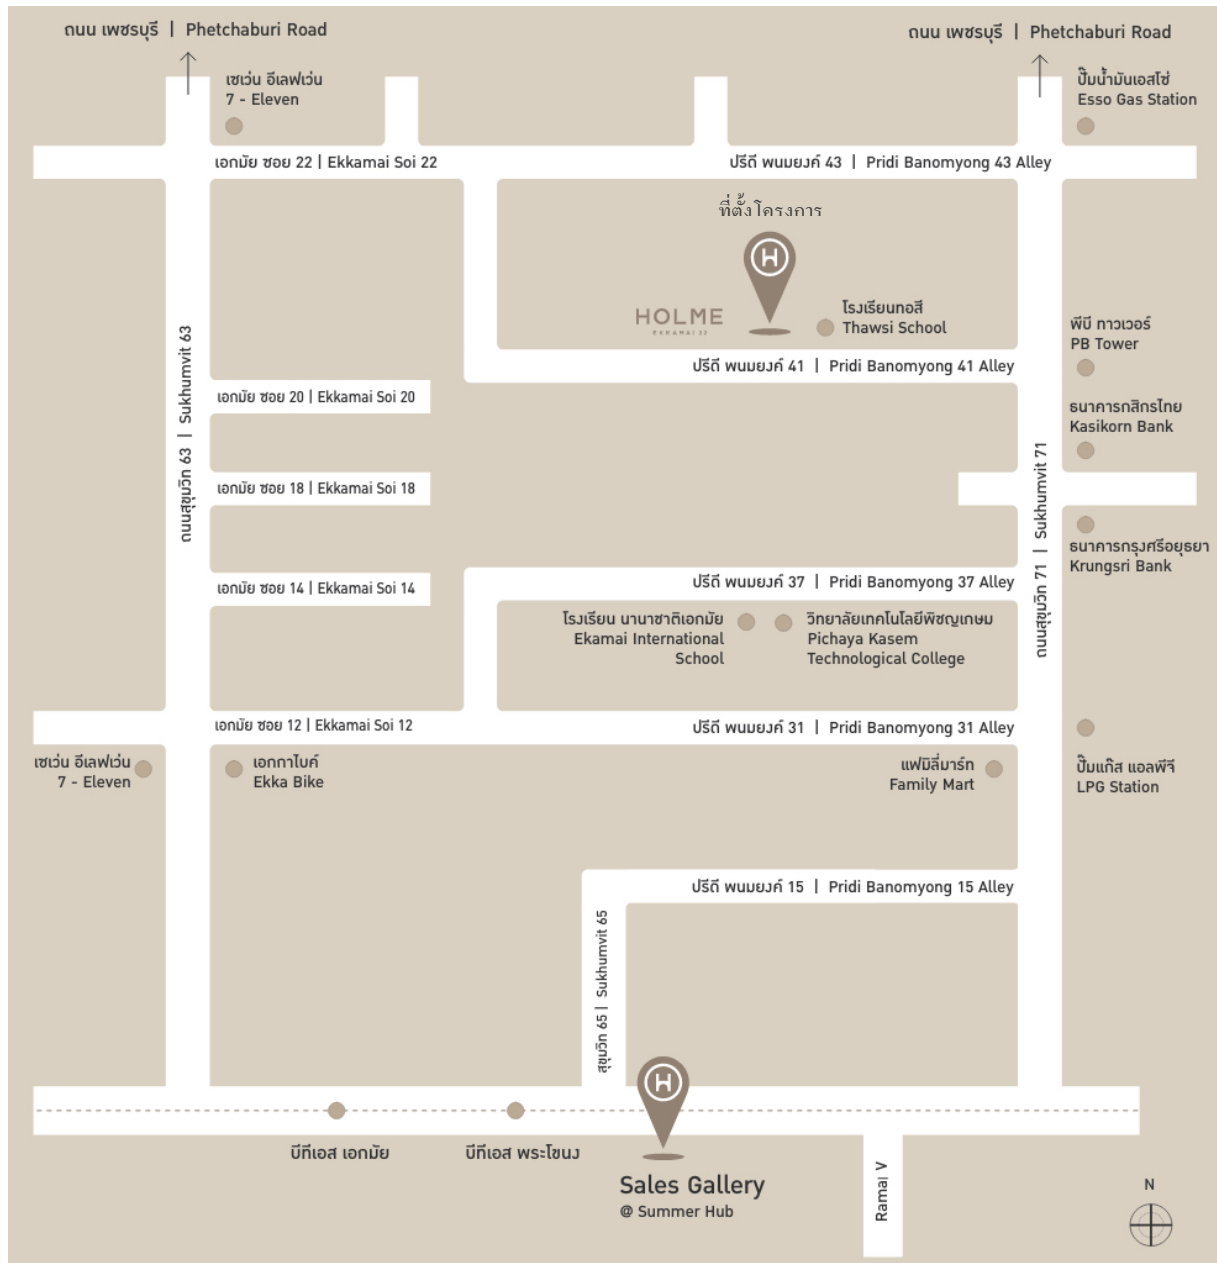 ถนน เพชรบุรี | Phetchaburi Road
ถนน เพชรบุรี | Phetchaburi Road
เซเว่น อีเลฟเว่น
7 - Eleven
ปั๊มน้ำมันเอสโซ่
Esso Gas Station
เอกมัย ซอย 22 | Ekkamai Soi 22
ปรีดี พนมยงค์ 43 | Pridi Banomyong 43 Alley
ที่ตั้งโครงการ
H
HOLME
EKKAMAI 22
โรงเรียนทอสี
Thawsi School
พีบี ทาวเวอร์
PB Tower
ถนนสุขุมวิท 63 | Sukhumvit 63
ปรีดี พนมยงค์ 41 | Pridi Banomyong 41 Alley
เอกมัย ซอย 20 | Ekkamai Soi 20
ธนาคารกสิกรไทย
Kasikorn Bank
เอกมัย ซอย 18 | Ekkamai Soi 18
ถนนสุขุมวิท 71 | Sukhumvit 71
ธนาคารกรุงศรีอยุธยา
Krungsri Bank
เอกมัย ซอย 14 | Ekkamai Soi 14
ปรีดี พนมยงค์ 37 | Pridi Banomyong 37 Alley
โรงเรียน นานาชาติเอกมัย
Ekamai International
School
วิทยาลัยเทคโนโลยีพิชญเกษม
Pichaya Kasem
Technological College
เอกมัย ซอย 12 | Ekkamai Soi 12
ปรีดี พนมยงค์ 31 | Pridi Banomyong 31 Alley
เซเว่น อีเลฟเว่น
7 - Eleven
เอกกาไบค์
Ekka Bike
แฟมิลี่มาร์ท
Family Mart
ปั๊มแก๊ส แอลพีจี
LPG Station
ปรีดี พนมยงค์ 15 | Pridi Banomyong 15 Alley
สุขุมวิท 65 | Sukhumvit 65
H
บีทีเอส เอกมัย
บีทีเอส พระโขนง
Sales Gallery
@ Summer Hub
Ramai V
N